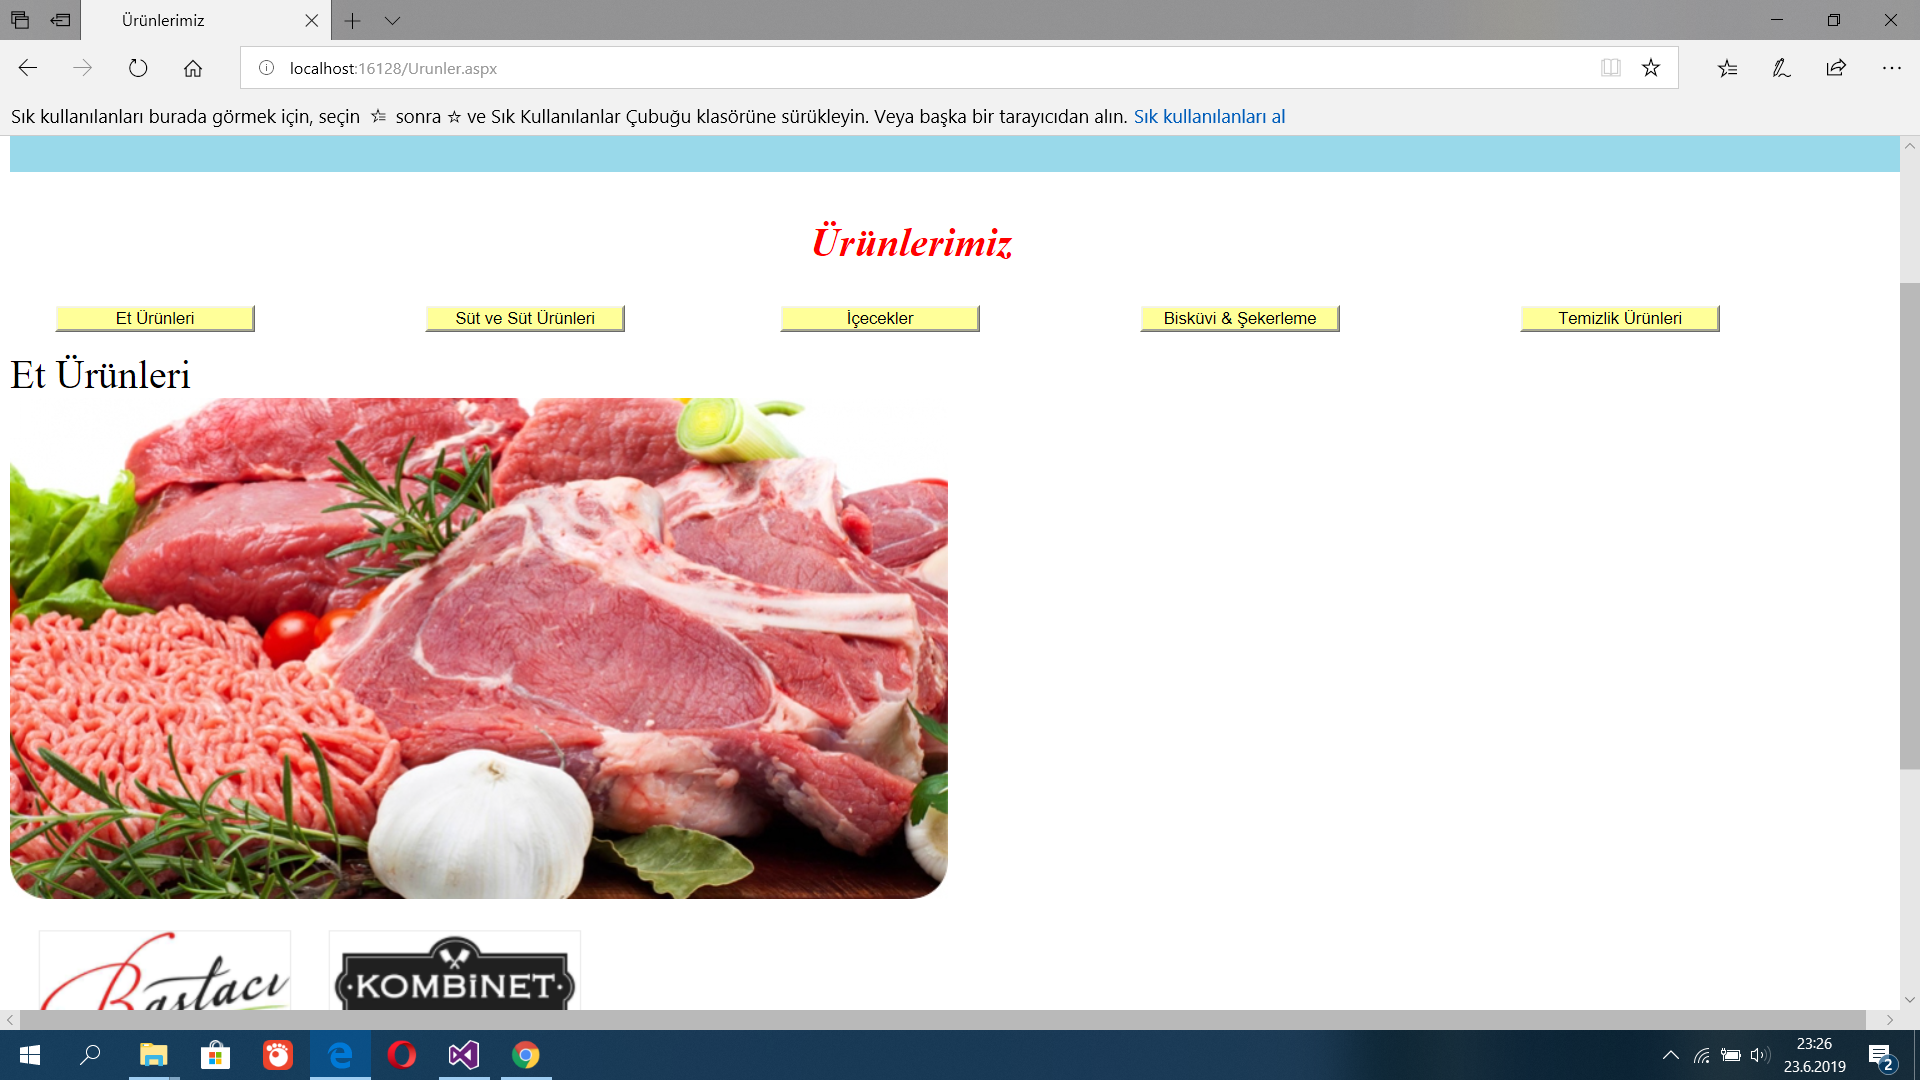 Ürünlerimiz
localhost:16128/Urunler.aspx
Sık kullanılanları burada görmek için, seçin sonra ☆ ve Sık Kullanılanlar Çubuğu klasörüne sürükleyin. Veya başka bir tarayıcıdan alın. Sık kullanılanları al
Ürünlerimiz
Et Ürünleri
Süt ve Süt Ürünleri
İçecekler
Bisküvi & Şekerleme
Temizlik Ürünleri
Et Ürünleri
Bastacı
·KOMBİNET·
23:26
23.6.2019
2